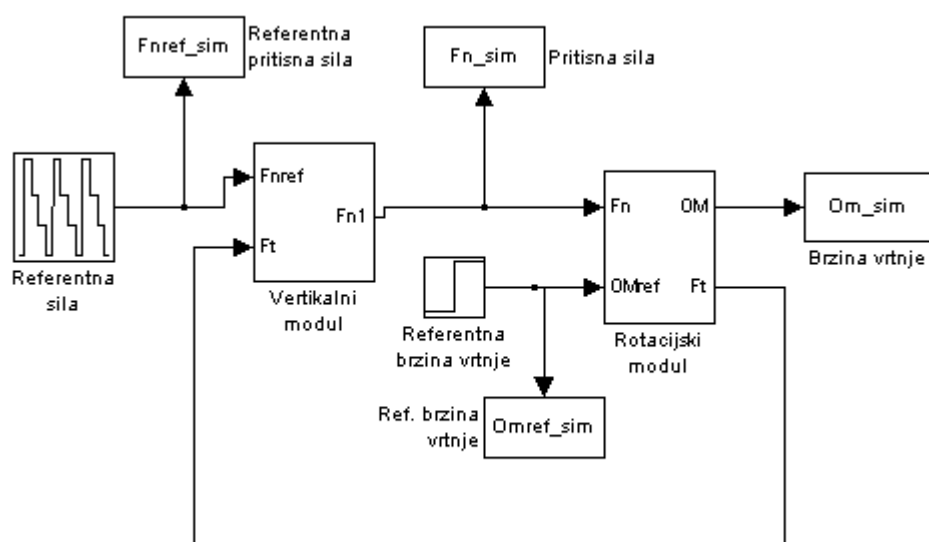 Fnref_sim
Referentna
pritisna sila
Fn_sim
Pritisna sila
Referentna
sila
Fnref
Ft
Fn1
Vertikalni
modul
Referentna
brzina vrtnje
Fn
OMref
OM
Ft
Rotacijski
modul
Om_sim
Brzina vrtnje
Ref. brzina
vrtnje
Omref_sim